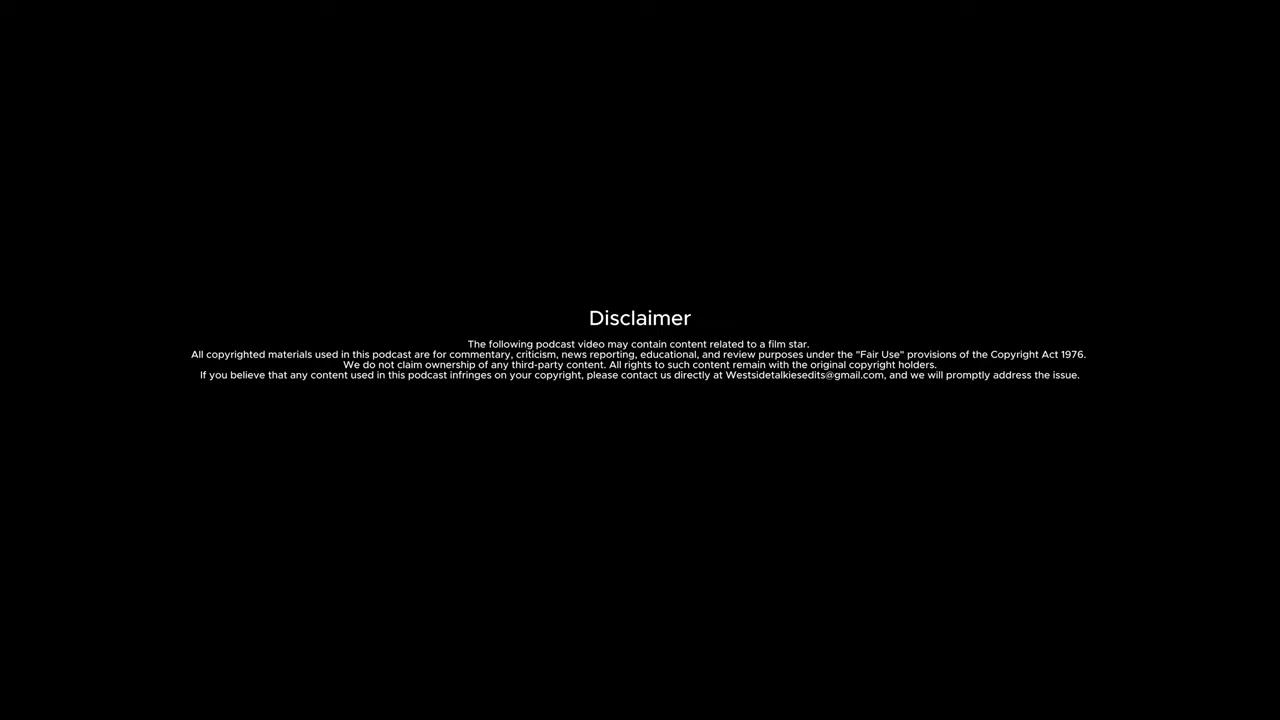 Disclaimer
The following podcast video may contain content related to a film star.
All copyrighted materials used in this podcast are for commentary, criticism, news reporting, educational, and review purposes under the "Fair Use" provisions of the Copyright Act 1976.
We do not claim ownership of any third-party content. All rights to such content remain with the original copyright holders.
If you believe that any content used in this podcast infringes on your copyright, please contact us directly at Westsidetalkiesedits@gmail.com, and we will promptly address the issue.